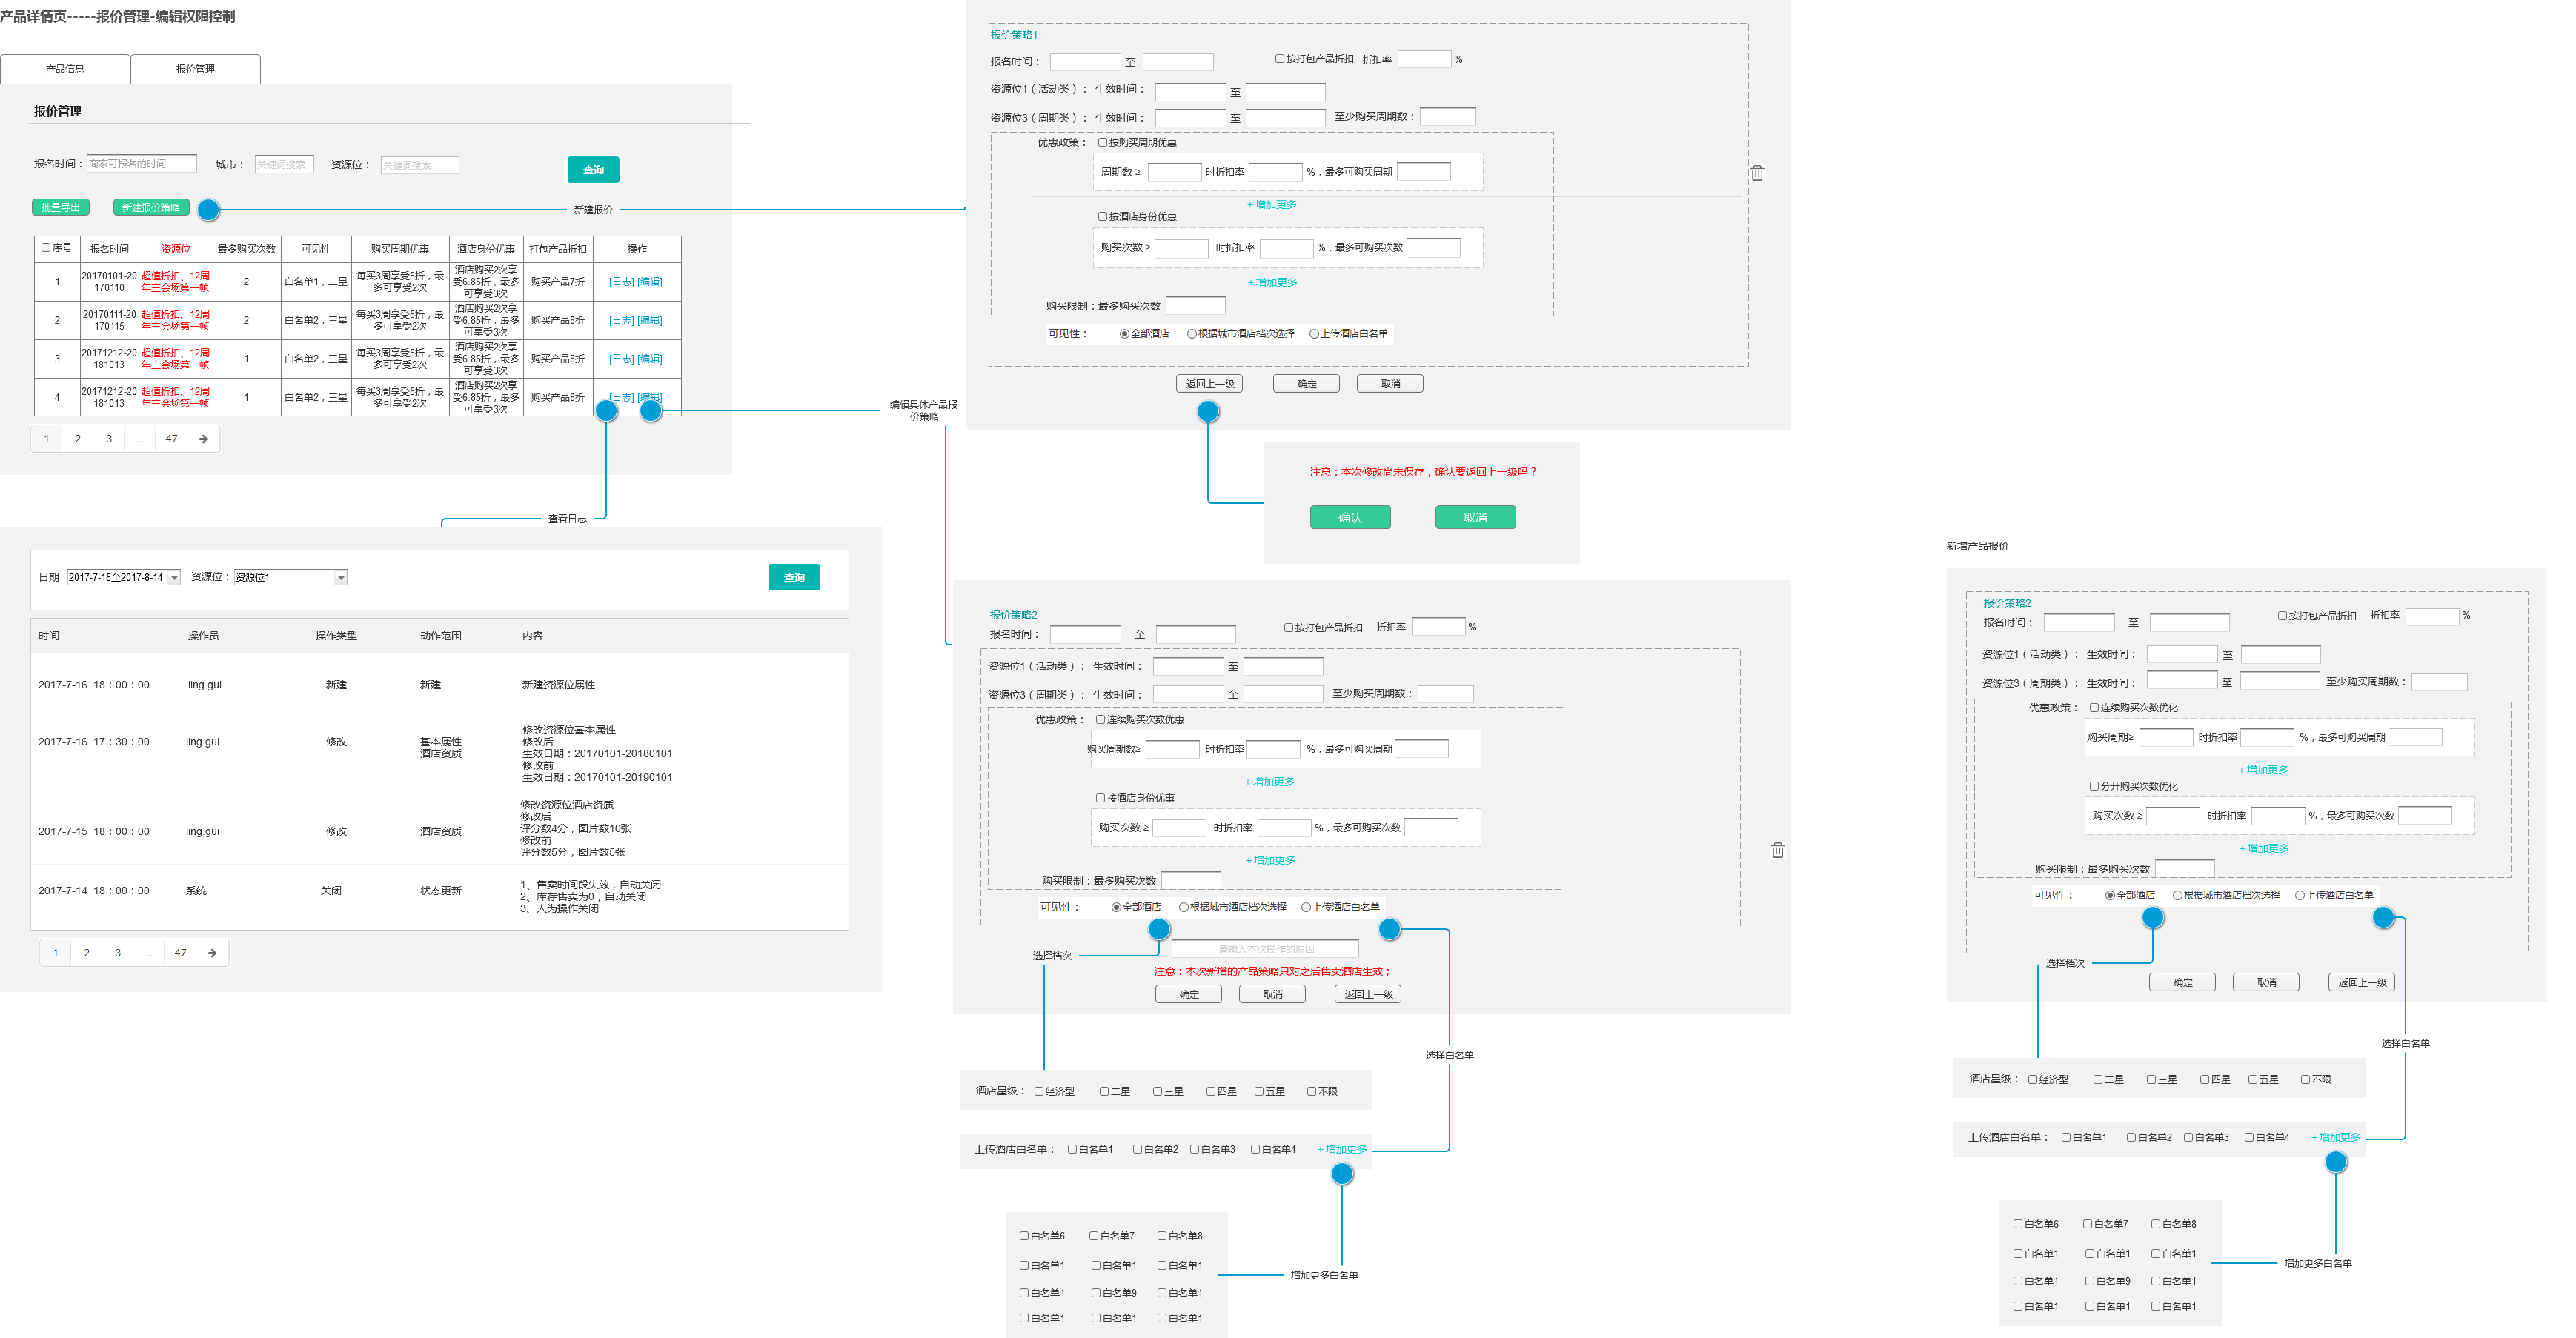 产品详情页-----报价管理-编辑权限控制
产品信息 报价管理
报价管理
报名时间： 商家可报名的时间 城市： 关键词搜索 资源位： 关键词搜索 查询
批量导出 新建报价策略 新建报价
序号 报名时间 资源位 最多购买次数 可见性 购买周期优惠 酒店身份优惠 打包产品折扣 操作
1 20170101-20170110 超值折扣、12周年主会场第一帧 2 白名单1，二星 每买3周享受5折，最多可享受2次 酒店购买2次享受6.85折，最多可享受3次 购买产品7折 [日志] [编辑]
2 20170111-20170115 超值折扣、12周年主会场第一帧 2 白名单2，三星 每买3周享受5折，最多可享受2次 酒店购买2次享受6.85折，最多可享受3次 购买产品8折 [日志] [编辑]
3 20171212-20181013 超值折扣、12周年主会场第一帧 1 白名单2，三星 每买3周享受5折，最多可享受2次 酒店购买2次享受6.85折，最多可享受3次 购买产品8折 [日志] [编辑]
4 20171212-20181013 超值折扣、12周年主会场第一帧 1 白名单2，三星 每买3周享受5折，最多可享受2次 酒店购买2次享受6.85折，最多可享受3次 购买产品8折 [日志] [编辑]
1 2 3 ... 47
编辑具体产品报
价策略
查看日志
日期 2017-7-15至2017-8-14 资源位： 资源位1 查询
时间 操作员 操作类型 动作范围 内容
2017-7-16 18：00：00 ling.gui 新建 新建 新建资源位属性
2017-7-16 17：30：00 ling.gui 修改 基本属性
酒店资质
修改资源位基本属性
修改后
生效日期：20170101-20180101
修改前
生效日期：20170101-20190101
2017-7-15 18：00：00 ling.gui 修改 酒店资质
修改资源位酒店资质
修改后
评分数4分，图片数10张
修改前
评分数5分，图片数5张
2017-7-14 18：00：00 系统 关闭 状态更新
1、售卖时间段失效，自动关闭
2、库存售卖为0，自动关闭
3、人为操作关闭
1 2 3 ... 47
报价策略1
报名时间： 至 按打包产品折扣 折扣率 %
资源位1（活动类）： 生效时间： 至
资源位3（周期类）： 生效时间： 至 至少购买周期数：
优惠政策： 按购买周期优惠
周期数 ≥ 时折扣率 %，最多可购买周期
+ 增加更多
按酒店身份优惠
购买次数 ≥ 时折扣率 %，最多可购买次数
+ 增加更多
购买限制：最多购买次数
可见性： 全部酒店 根据城市酒店档次选择 上传酒店白名单
返回上一级 确定 取消
注意：本次修改尚未保存，确认要返回上一级吗？
确认 取消
报价策略2
报名时间： 至 按打包产品折扣 折扣率 %
资源位1（活动类）： 生效时间： 至
资源位3（周期类）： 生效时间： 至 至少购买周期数：
优惠政策： 连续购买次数优惠
购买周期数≥ 时折扣率 %，最多可购买周期
+ 增加更多
按酒店身份优惠
购买次数 ≥ 时折扣率 %，最多可购买次数
+ 增加更多
购买限制：最多购买次数
可见性： 全部酒店 根据城市酒店档次选择 上传酒店白名单
请输入本次操作的原因
选择档次
注意：本次新增的产品策略只对之后售卖酒店生效；
确定 取消 返回上一级
选择白名单
酒店星级： 经济型 二星 三星 四星 五星 不限
上传酒店白名单： 白名单1 白名单2 白名单3 白名单4 + 增加更多
白名单6 白名单7 白名单8
白名单1 白名单1 白名单1
白名单1 白名单9 白名单1
白名单1 白名单1 白名单1
增加更多白名单
新增产品报价
报价策略2
报名时间： 至 按打包产品折扣 折扣率 %
资源位1（活动类）： 生效时间： 至
资源位3（周期类）： 生效时间： 至 至少购买周期数：
优惠政策： 连续购买次数优化
购买周期≥ 时折扣率 %，最多可购买周期
+ 增加更多
分开购买次数优化
购买次数 ≥ 时折扣率 %，最多可购买次数
+ 增加更多
购买限制：最多购买次数
可见性： 全部酒店 根据城市酒店档次选择 上传酒店白名单
选择档次
确定 取消 返回上一级
选择白名单
酒店星级： 经济型 二星 三星 四星 五星 不限
上传酒店白名单： 白名单1 白名单2 白名单3 白名单4 + 增加更多
白名单6 白名单7 白名单8
白名单1 白名单1 白名单1
白名单1 白名单9 白名单1
白名单1 白名单1 白名单1
增加更多白名单